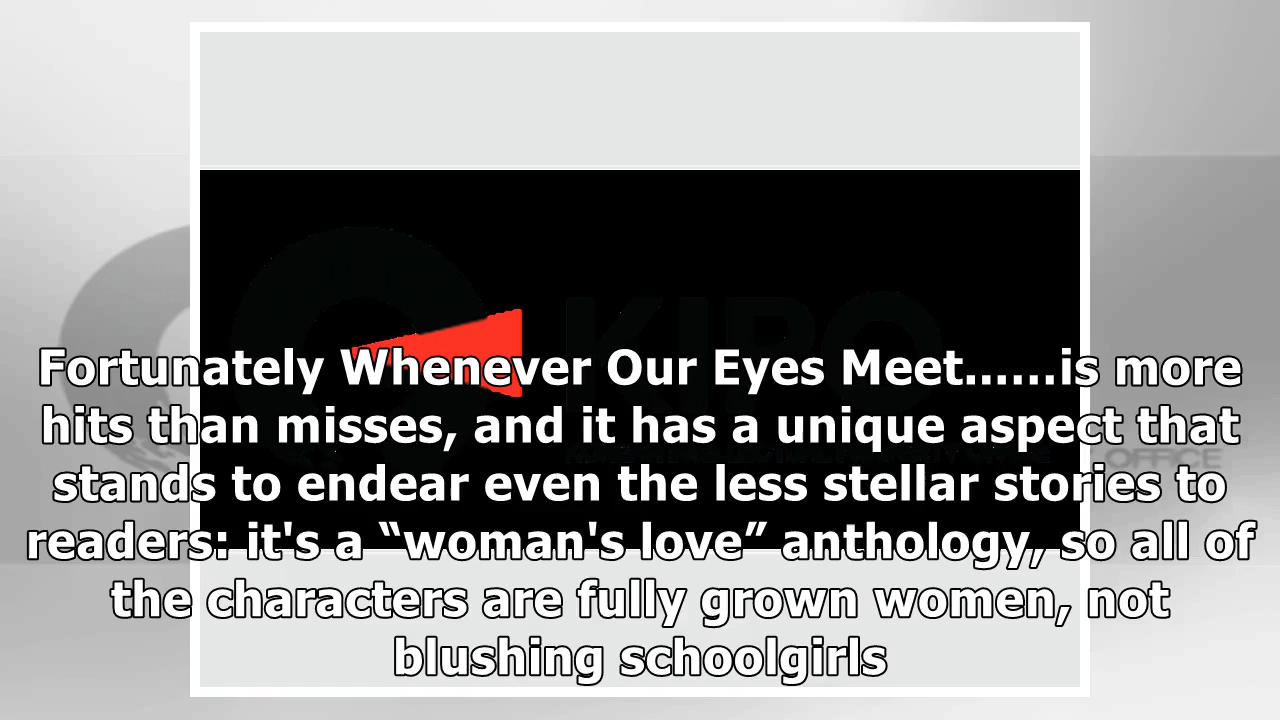 KIPO
OFFICE
Fortunately Whenever Our Eyes Meet......is more
hits than misses, and it has a unique aspect that
stands to endear even the less stellar stories to
readers: it's a “woman's love” anthology, so all of
the characters are fully grown women, not
blushing schoolgirls